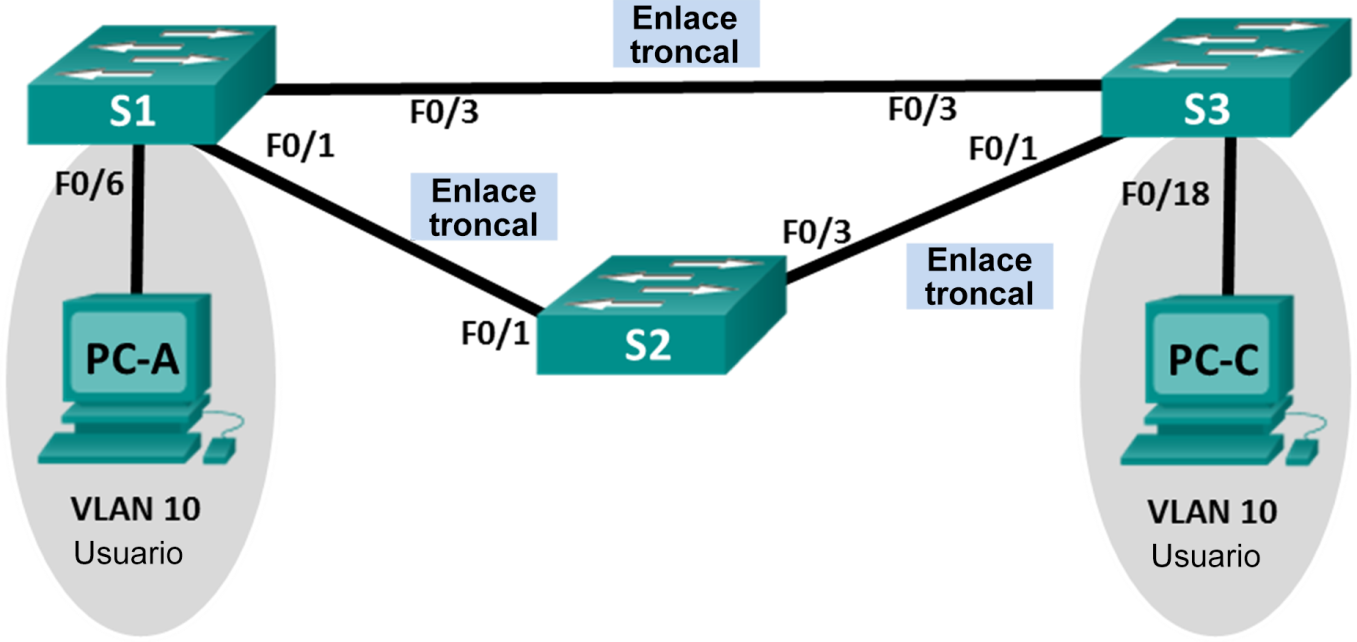 Enlace
troncal
S1
S3
F0/3
F0/3
F0/1
F0/1
F0/6
Enlace
troncal
F0/18
F0/3
Enlace
troncal
F0/1
S2
PC-A
PC-C
VLAN 10
Usuario
VLAN 10
Usuario